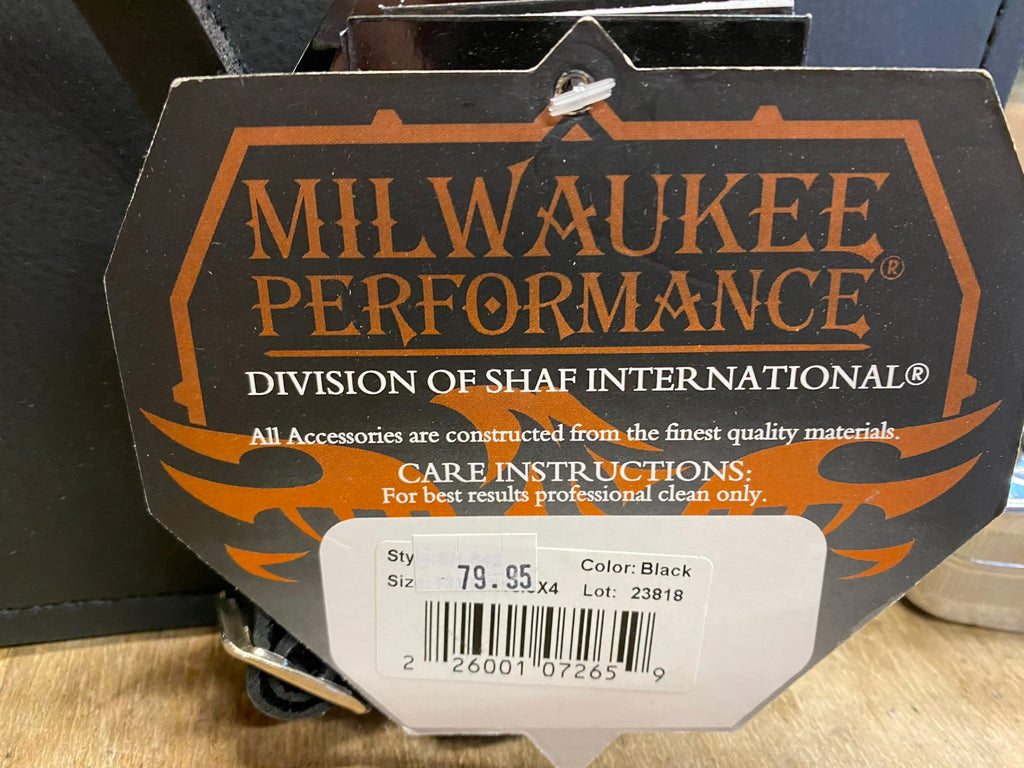 MILWAUKEE
PERFORMANCE®
DIVISION OF SHAF INTERNATIONAL®
All Accessories are constructed from the finest quality materials.
CARE INSTRUCTIONS:
For best results professional clean only.
Sty Color: Black
Siz 79.95 X4 Lot: 23818
2 26001 07265 9